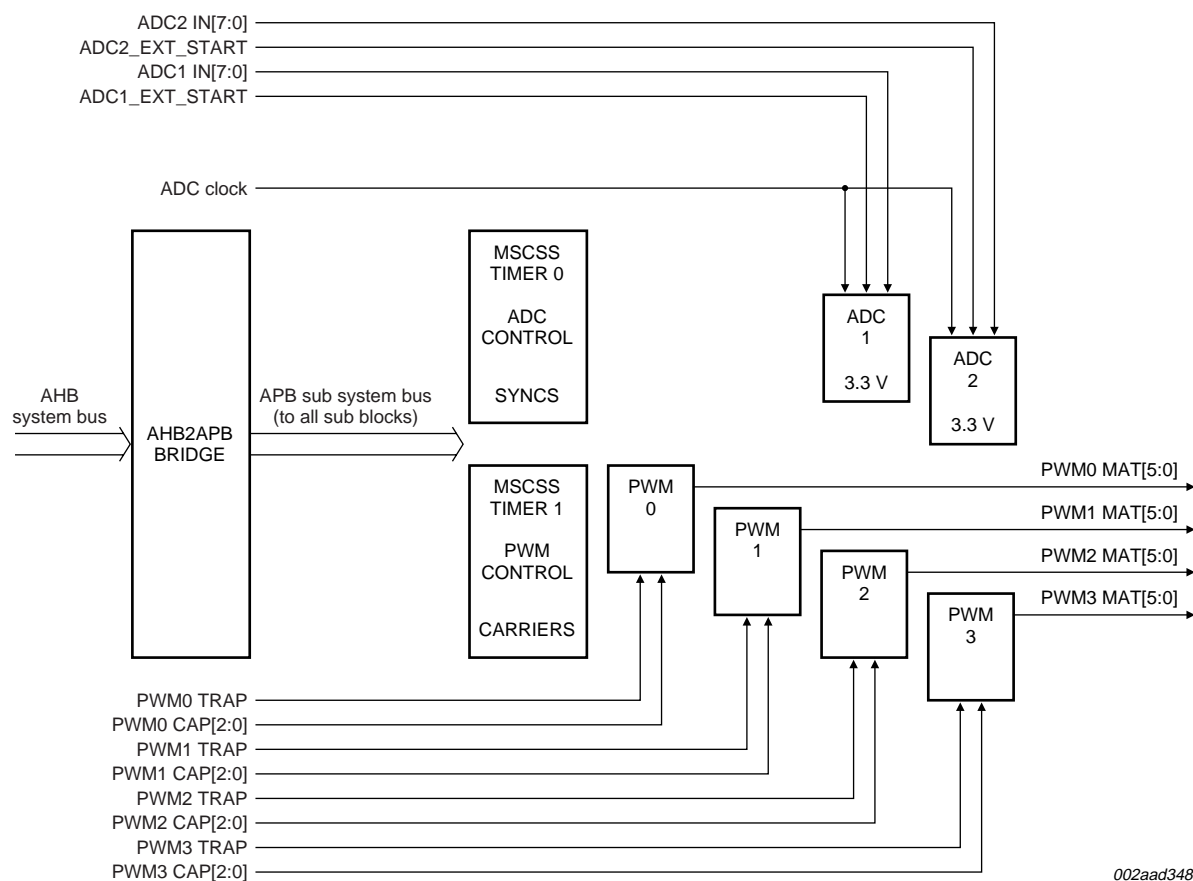 ADC2 IN[7:0]
ADC2_EXT_START
ADC1 IN[7:0]
ADC1_EXT_START
ADC clock
MSCSS
TIMER 0
ADC
CONTROL
SYNCS
ADC
1
3.3 V
ADC
2
3.3 V
AHB
system bus
AHB2APB
BRIDGE
APB sub system bus
(to all sub blocks)
MSCSS
TIMER 1
PWM
CONTROL
CARRIERS
PWM
0
PWM
1
PWM
2
PWM
3
PWM0 MAT[5:0]
PWM1 MAT[5:0]
PWM2 MAT[5:0]
PWM3 MAT[5:0]
PWM0 TRAP
PWM0 CAP[2:0]
PWM1 TRAP
PWM1 CAP[2:0]
PWM2 TRAP
PWM2 CAP[2:0]
PWM3 TRAP
PWM3 CAP[2:0]
002aad348